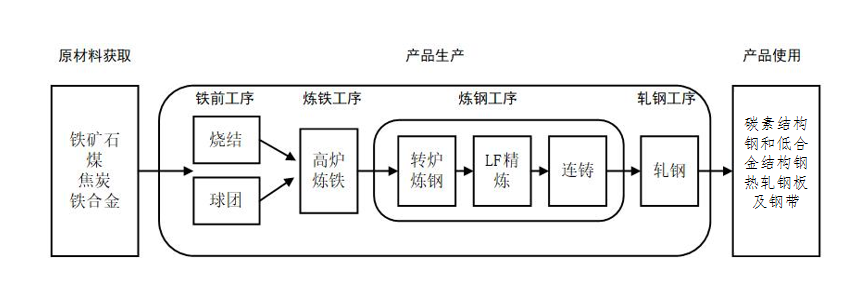 原材料获取
产品生产
产品使用
铁矿石
煤
焦炭
铁合金
铁前工序
炼铁工序
炼钢工序
轧钢工序
烧结
球团
高炉
炼铁
转炉
炼钢
LF精
炼
连铸
轧钢
碳素结构
钢和低合
金结构钢
热轧钢板
及钢带